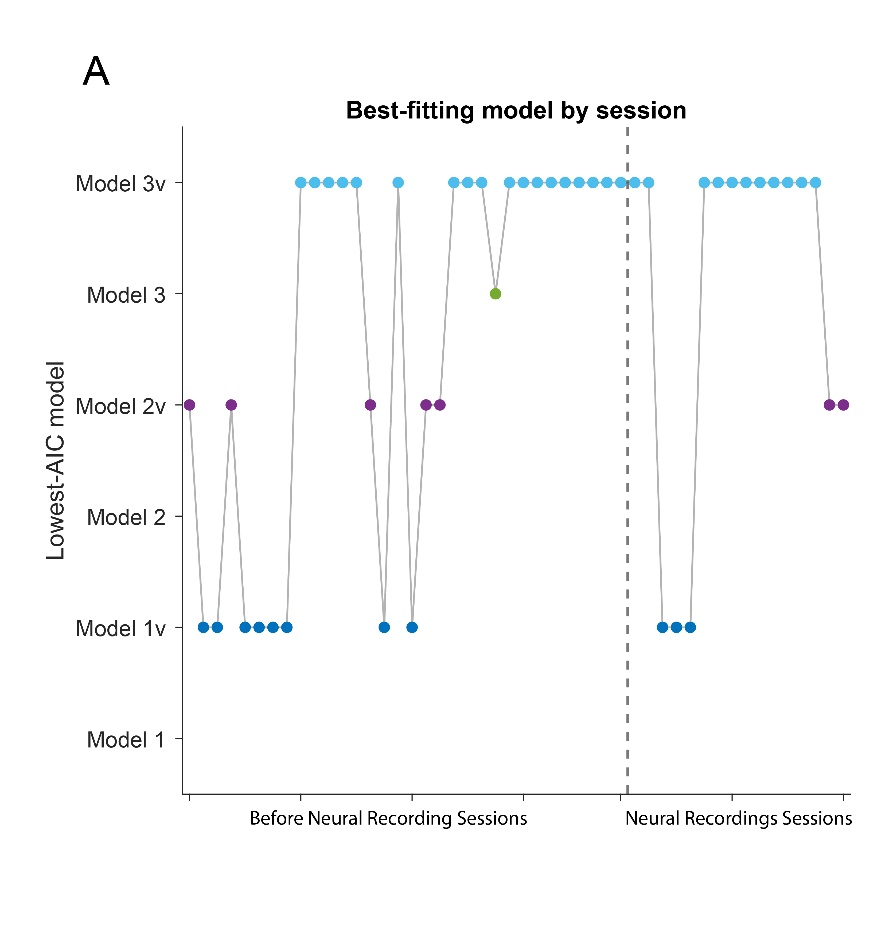 A
Best-fitting model by session
Model 3v
Model 3
Model 2v
Model 2
Model 1v
Model 1
Lowest-AIC model
Before Neural Recording Sessions
Neural Recordings Sessions